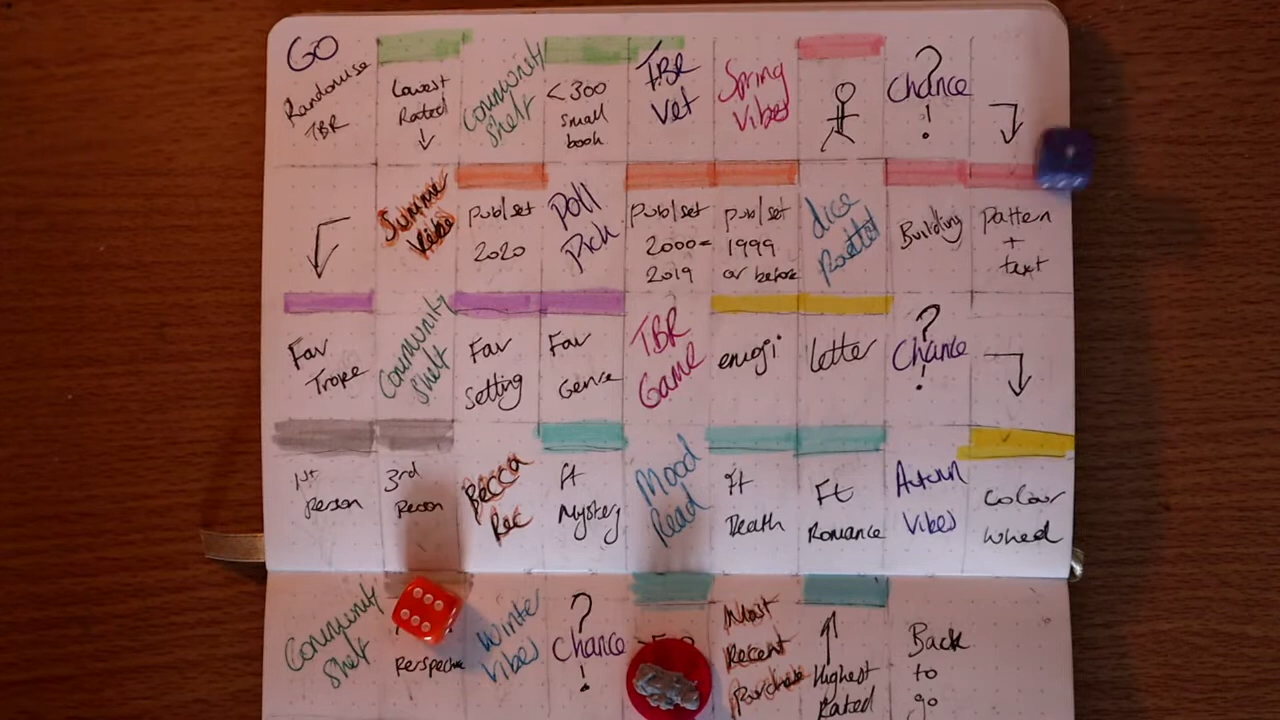 GO
Randomise
TBR
Lowest
Rated
↓
Community
Shelf
<300
small
book
TBR
Vet
Spring
Vibes
?
Chance
!
Summer
Vibes
pub/set
2020
Poll
Pick
pub/set
2000-
2019
pub/set
1999
or before
dice
Rolled
Building
pattern
+
text
Fav
Trope
Community
Shelf
Fav
Setting
Fav
Genre
TBR
Game
emoji
letter
?
Chance
!
1st
Person
3rd
Person
Becca
Rec
ft
Mystery
Mood
Read
ft
Death
Ft
Romance
Autumn
Vibes
Colour
Wheel
Community
Shelf
Perspective
Winter
Vibes
?
Chance
!
Most
Recent
Purchase
↑
Highest
Rated
Back
to
go